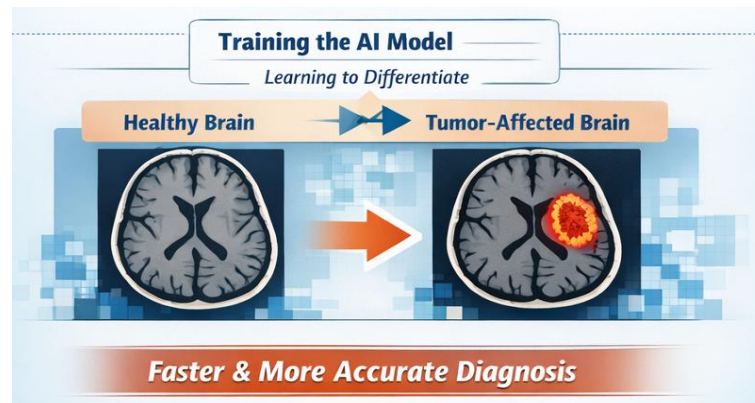 Training the AI Model
Learning to Differentiate
Healthy Brain
Tumor-Affected Brain
Faster & More Accurate Diagnosis